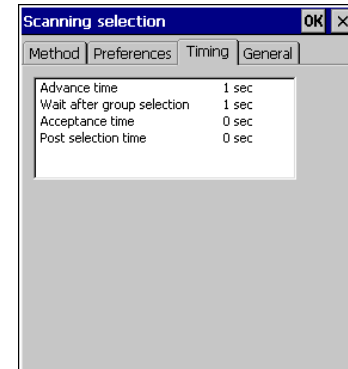 Scanning selection OK ×
Method Preferences Timing General
Advance time 1 sec
Wait after group selection 1 sec
Acceptance time 0 sec
Post selection time 0 sec